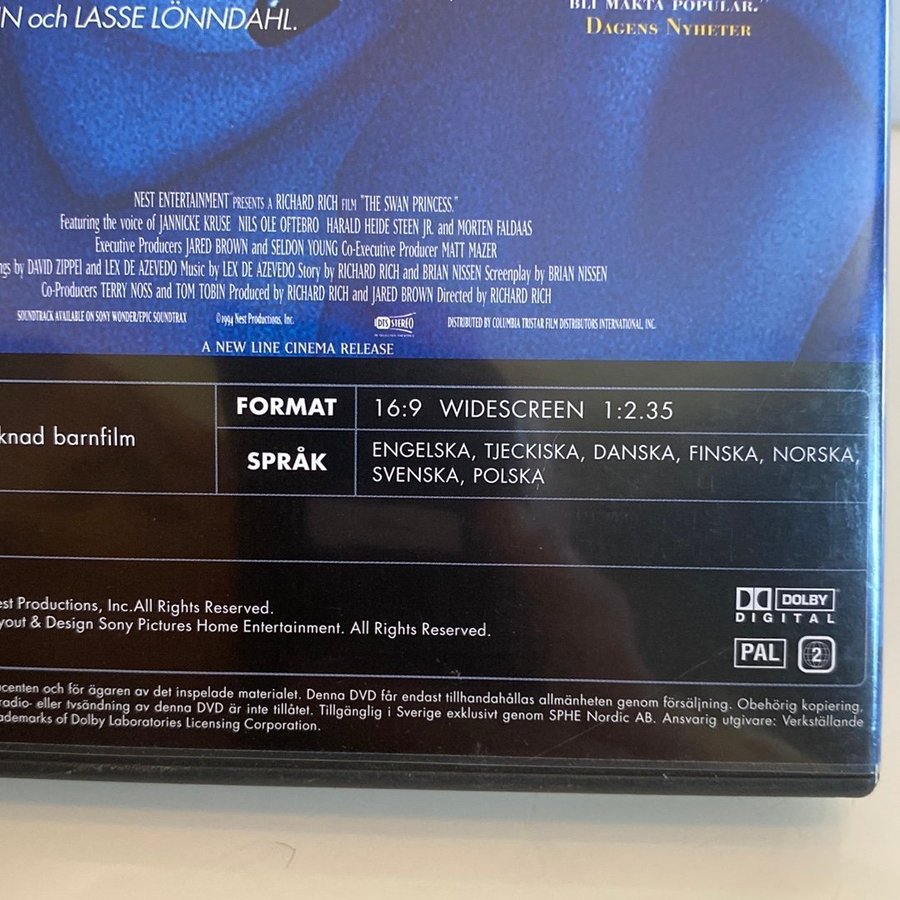 BLI MÄKTA POPULÄR."
N och LASSE LÖNNDAHL.
DAGENS NYHETER
NEST ENTERTAINMENT PRESENTS A RICHARD RICH FILM "THE SWAN PRINCESS."
Featuring the voice of JANNICKE KRUSE NILS OLE OFTEBRO HARALD HEIDE STEEN JR. and MORTEN FALDAAS
Executive Producers JARED BROWN and SELDON YOUNG Co-Executive Producer MATT MAZER
ngs by DAVID ZIPPEl and LEX DE AZEVEDO Music by LEX DE AZEVEDO Story by RICHARD RICH and BRIAN NISSEN Screenplay by BRIAN NISSEN
Co-Producers TERRY NOSS and TOM TOBIN Produced by RICHARD RICH and JARED BROWN Directed by RICHARD RICH
SOUNDTRACK AVAILABLE ON SONY WONDER/EPIC SOUNDTRAX ©1994 Nest Productions, Inc. DTS STEREO DISTRIBUTED BY COLUMBIA TRISTAR FILM DISTRIBUTORS INTERNATIONAL, INC.
A NEW LINE CINEMA RELEASE
FORMAT 16:9 WIDESCREEN 1:2.35
knad barnfilm
SPRÅK ENGELSKA, TJECKISKA, DANSKA, FINSKA, NORSKA,
SVENSKA, POLSKA
est Productions, Inc.All Rights Reserved.
yout & Design Sony Pictures Home Entertainment. All Rights Reserved.
DOLBY
DIGITAL
PAL 2
ucenten och för ägaren av det inspelade materialet. Denna DVD får endast tillhandahållas allmänheten genom försäljning. Obehörig kopiering,
radio- eller tvsändning av denna DVD är inte tillåtet. Tillgänglig i Sverige exklusivt genom SPHE Nordic AB. Ansvarig utgivare: Verkställande
ademarks of Dolby Laboratories Licensing Corporation.